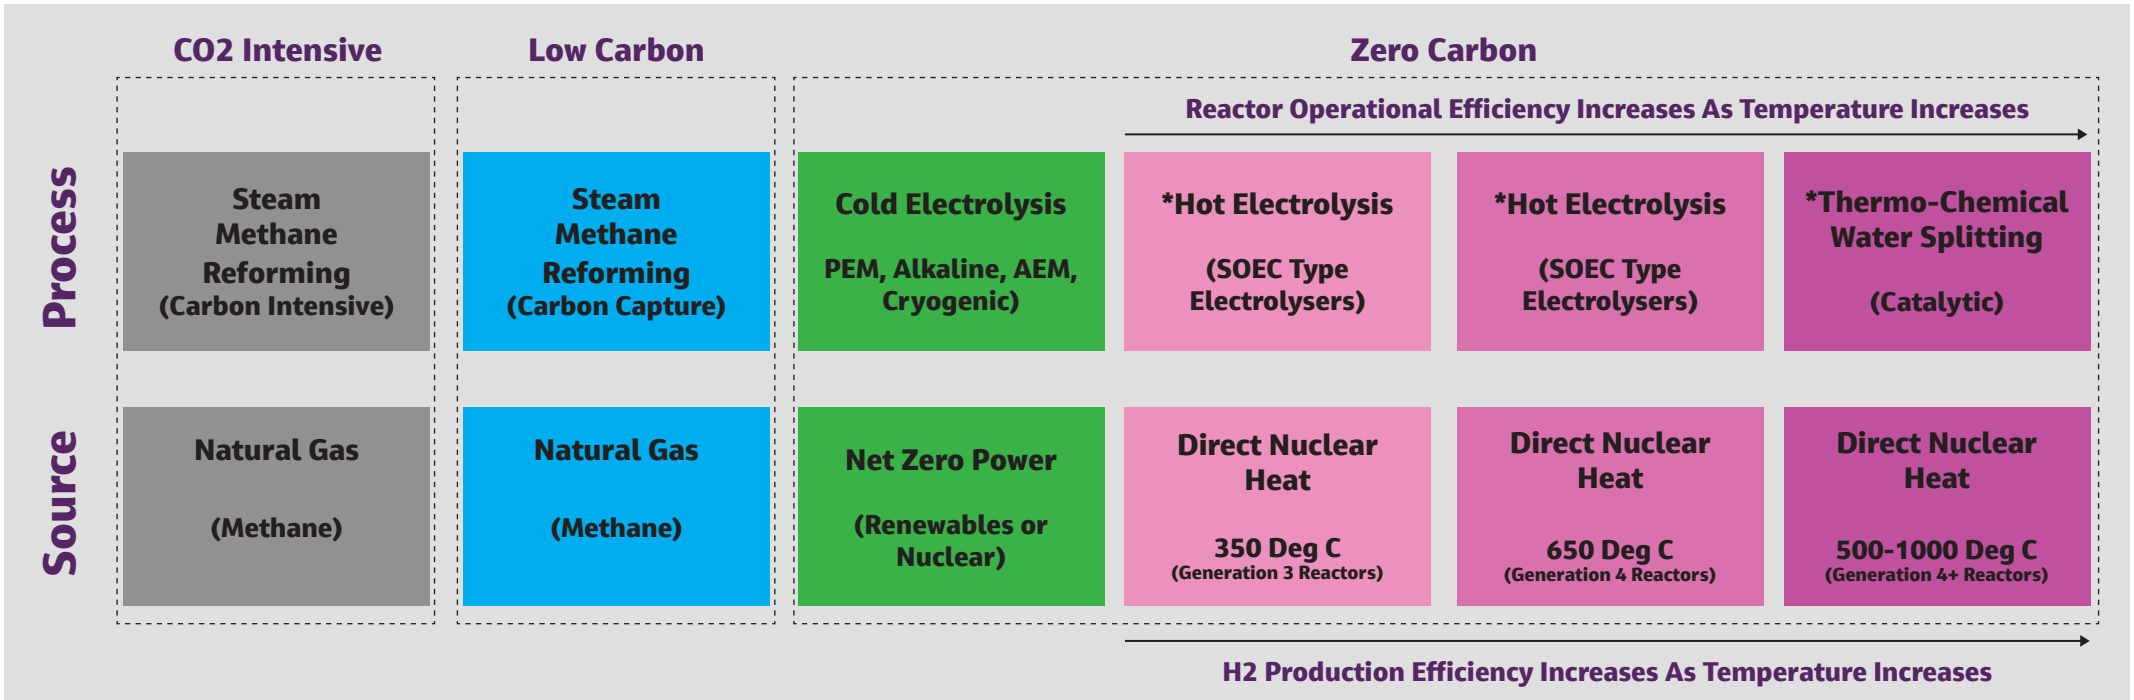 CO2 Intensive
Low Carbon
Zero Carbon
Reactor Operational Efficiency Increases As Temperature Increases
Process
Steam
Methane
Reforming
(Carbon Intensive)
Steam
Methane
Reforming
(Carbon Capture)
Cold Electrolysis
PEM, Alkaline, AEM,
Cryogenic)
*Hot Electrolysis
(SOEC Type
Electrolysers)
*Hot Electrolysis
(SOEC Type
Electrolysers)
*Thermo-Chemical
Water Splitting
(Catalytic)
Source
Natural Gas
(Methane)
Natural Gas
(Methane)
Net Zero Power
(Renewables or
Nuclear)
Direct Nuclear
Heat
350 Deg C
(Generation 3 Reactors)
Direct Nuclear
Heat
650 Deg C
(Generation 4 Reactors)
Direct Nuclear
Heat
500-1000 Deg C
(Generation 4+ Reactors)
H2 Production Efficiency Increases As Temperature Increases